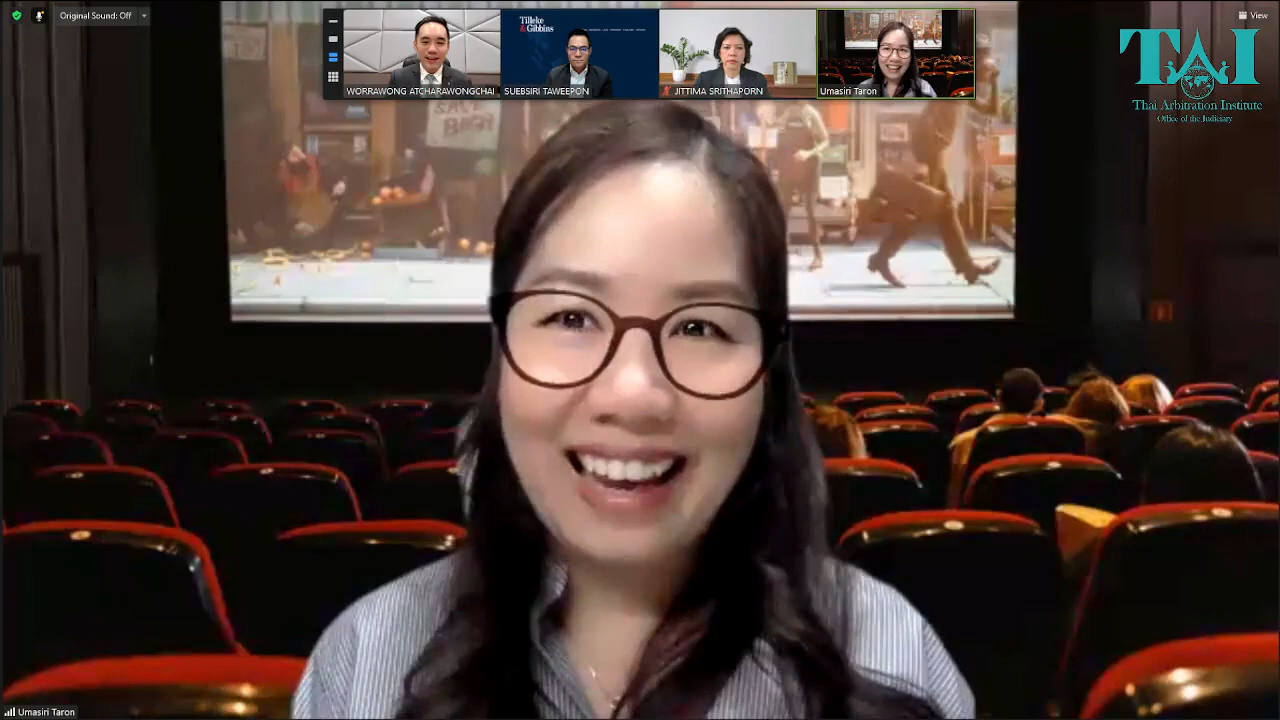 Original Sound: Off
View
Tilleke
& Gibbins
WORRAWONG ATCHARAWONGCHAI
SUEBSIRI TAWEEPON
JITTIMA SRITHAPORN
Umasiri Taron
TAI
Thai Arbitration Institute
Office of the Judiciary
Umasiri Taron